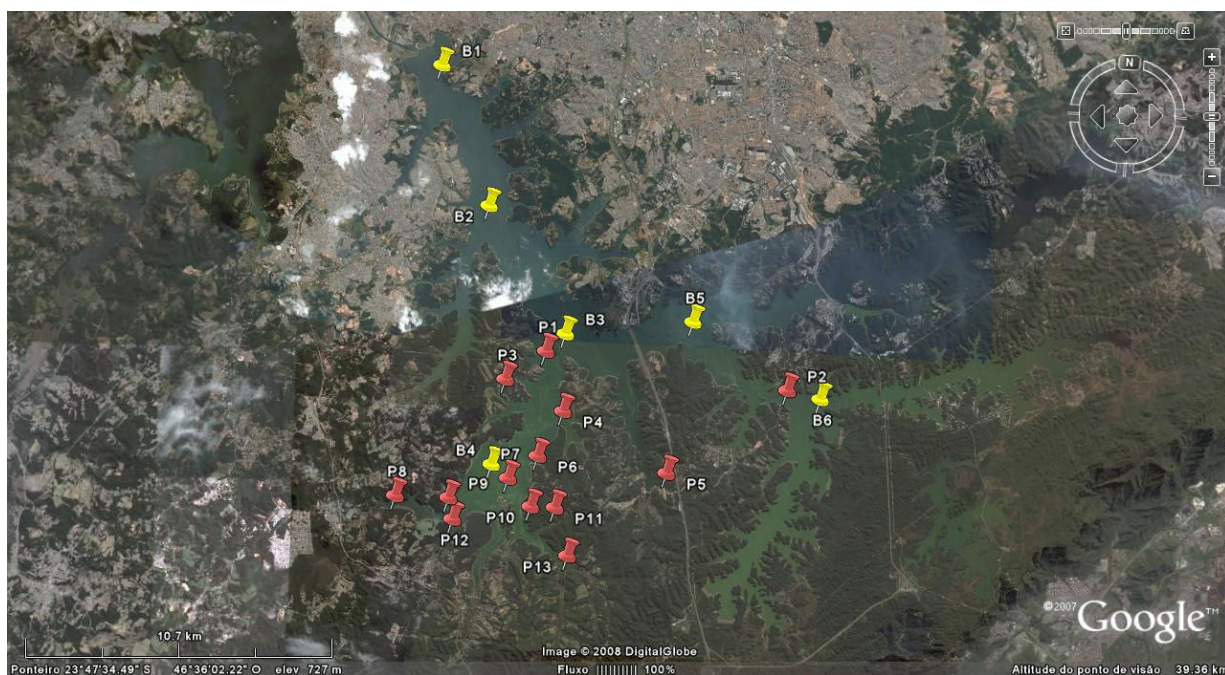 B1
N
B2
B5
B3
P1
P3
P2
B6
P4
B4
P7
P6
P8
P9
P5
P10
P11
P12
P13
©2007 Google™
10.7 km
Image © 2008 DigitalGlobe
Ponteiro 23°47'34.49" S 46°36'02.22" O elev 727 m
Fluxo |||||||||| 100%
Altitude do ponto de visão 39.36 km